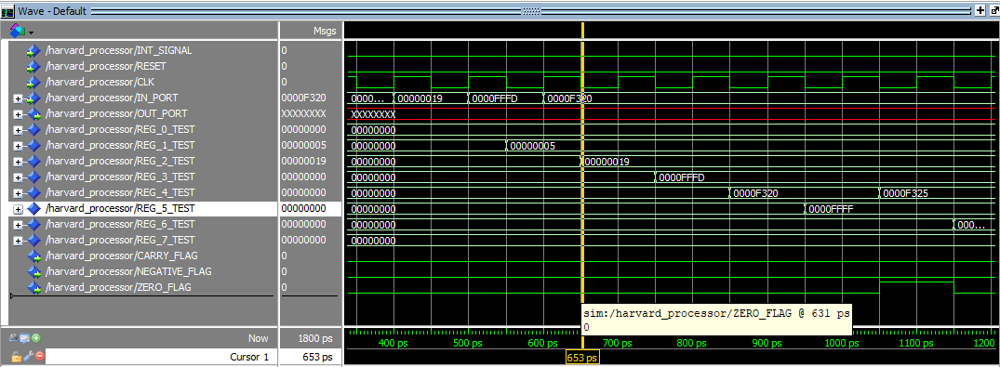 Wave - Default
Msgs
/harvard_processor/INT_SIGNAL 0
/harvard_processor/RESET 0
/harvard_processor/CLK 0
/harvard_processor/IN_PORT 0000F320 0000... 00000019 0000FFFD 0000F320
/harvard_processor/OUT_PORT XXXXXXXX XXXXXXXX
/harvard_processor/REG_0_TEST 00000000 00000000
/harvard_processor/REG_1_TEST 00000005 00000000 00000005
/harvard_processor/REG_2_TEST 00000019 00000000 00000019
/harvard_processor/REG_3_TEST 00000000 00000000 0000FFFD
/harvard_processor/REG_4_TEST 00000000 00000000 0000F320 0000F325
/harvard_processor/REG_5_TEST 00000000 00000000 0000FFFF
/harvard_processor/REG_6_TEST 00000000 00000000 000...
/harvard_processor/REG_7_TEST 00000000 00000000
/harvard_processor/CARRY_FLAG 0
/harvard_processor/NEGATIVE_FLAG 0
/harvard_processor/ZERO_FLAG 0
sim:/harvard_processor/ZERO_FLAG @ 631 ps
0
Now 1800 ps 400 ps 500 ps 600 ps 700 ps 800 ps 900 ps 1000 ps 1100 ps 1200
Cursor 1 653 ps 653 ps